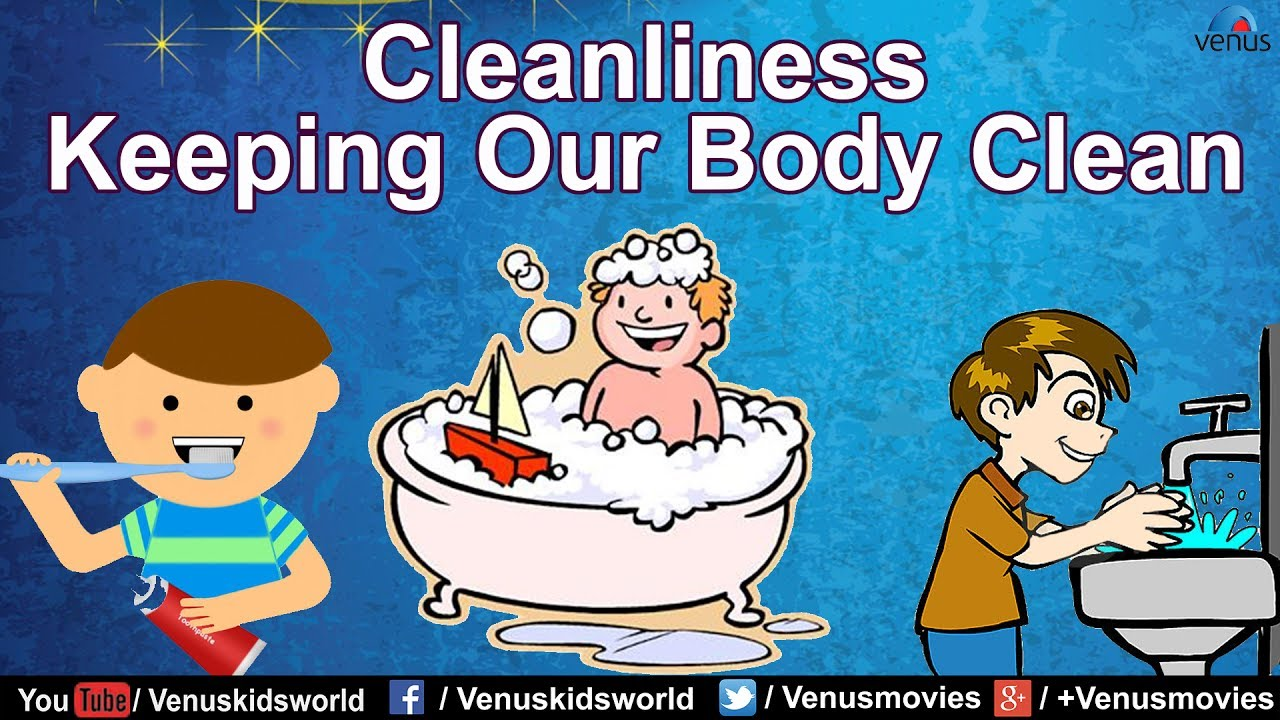 venus
Cleanliness
Keeping Our Body Clean
Toothpaste
You Tube / Venuskidsworld f / Venuskidsworld / Venusmovies g+ / +Venusmovies